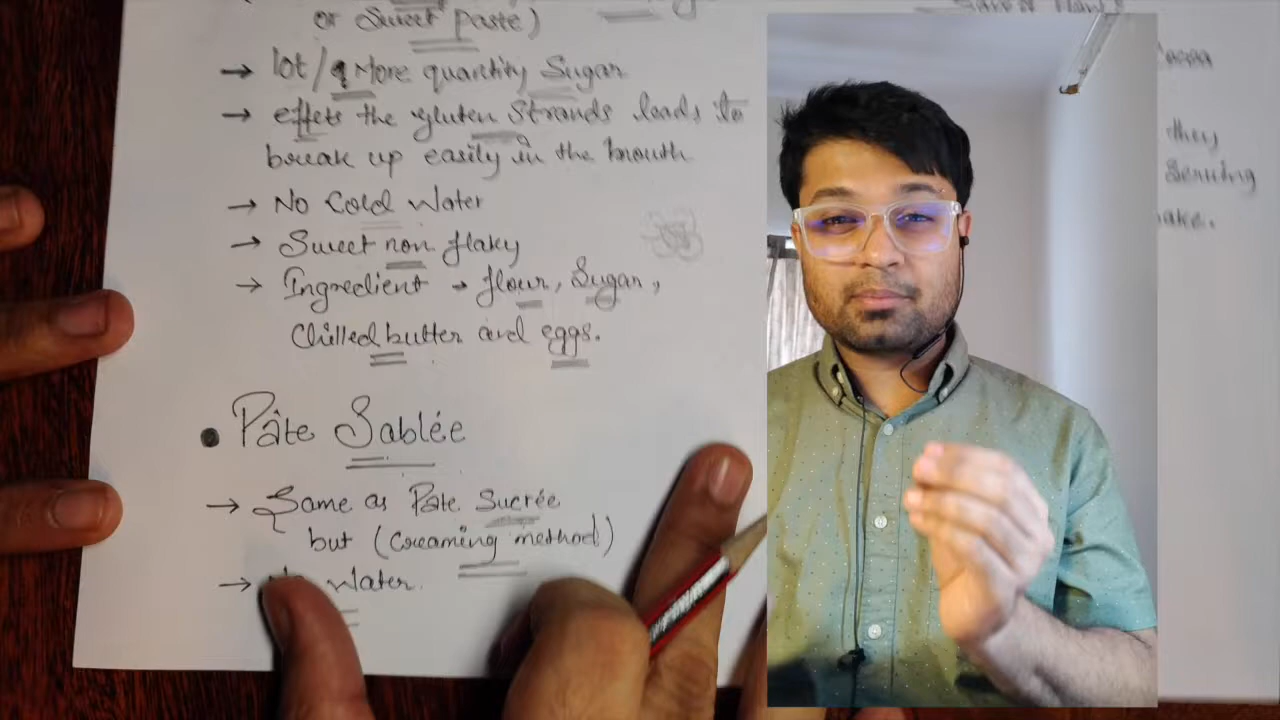 or Sweet paste)
→ lot / More quantity Sugar
→ effets the gluten Strands leads to
break up easily in the mouth
→ No Cold Water
→ Sweet non flaky
→ Ingredient → flour, Sugar,
Chilled butter and eggs.
• Pâte Sablée
→ Same as Pâte Sucrée
but (Creaming method)
→ Water.
they
Serving